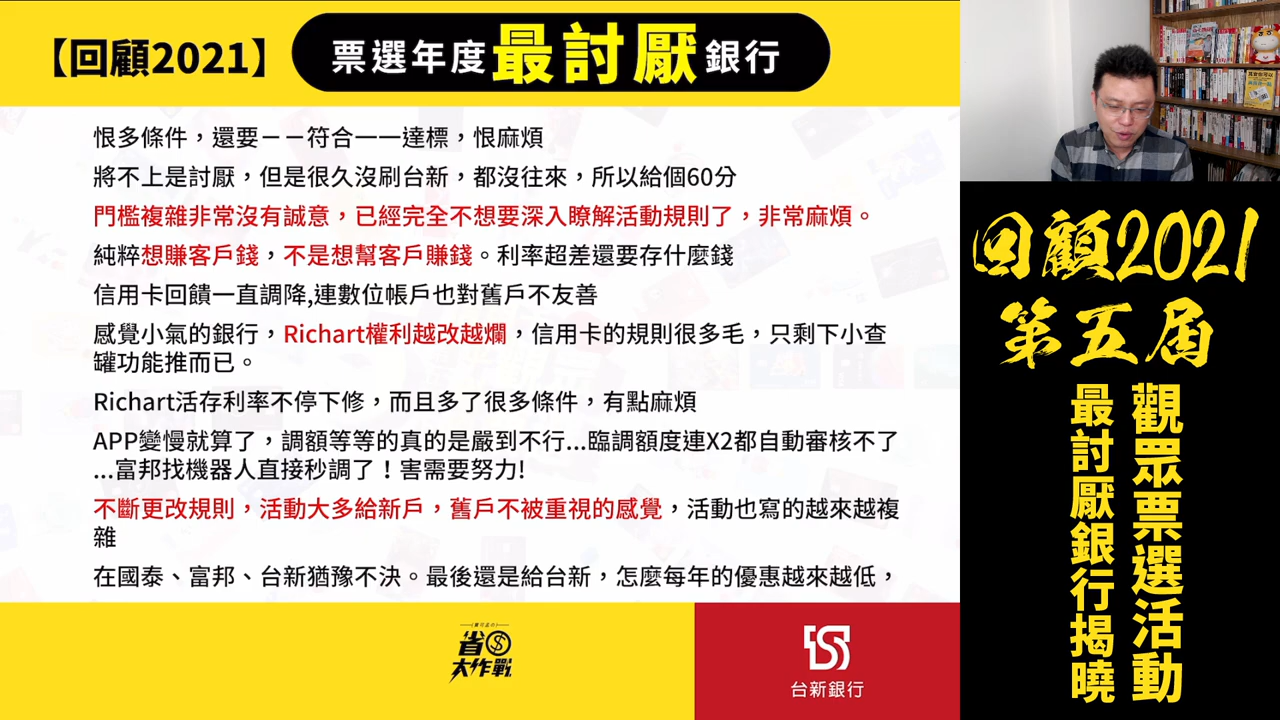 【回顧2021】
票選年度最討厭銀行
恨多條件，還要－－符合一一達標，恨麻煩
將不上是討厭，但是很久沒刷台新，都沒往來，所以給個60分
門檻複雜非常沒有誠意，已經完全不想要深入瞭解活動規則了，非常麻煩。
純粹想賺客戶錢，不是想幫客戶賺錢。利率超差還要存什麼錢
信用卡回饋一直調降,連數位帳戶也對舊戶不友善
感覺小氣的銀行，Richart權利越改越爛，信用卡的規則很多毛，只剩下小查
罐功能推而已。
Richart活存利率不停下修，而且多了很多條件，有點麻煩
APP變慢就算了，調額等等的真的是嚴到不行...臨調額度連X2都自動審核不了
...富邦找機器人直接秒調了！害需要努力!
不斷更改規則，活動大多給新戶，舊戶不被重視的感覺，活動也寫的越來越複
雜
在國泰、富邦、台新猶豫不決。最後還是給台新，怎麼每年的優惠越來越低，
省
大作戰
台新銀行
回顧2021
第五屆
觀眾票選活動
最討厭銀行揭曉